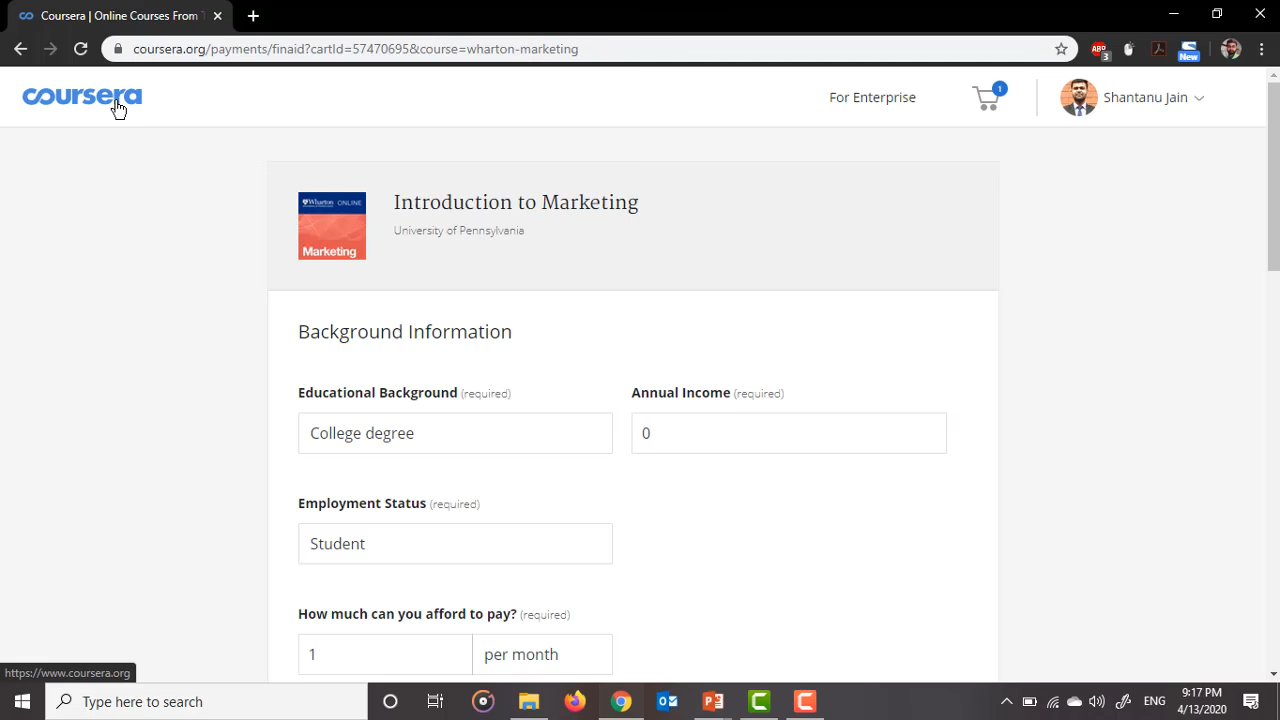 Coursera | Online Courses From T
coursera.org/payments/finaid?cartId=57470695&course=wharton-marketing
ABP
3
New
coursera
For Enterprise
1
Shantanu Jain
Wharton ONLINE
Marketing
Introduction to Marketing
University of Pennsylvania
Background Information
Educational Background (required)
Annual Income (required)
College degree
0
Employment Status (required)
Student
How much can you afford to pay? (required)
1
per month
https://www.coursera.org
Type here to search
ENG
9:17 PM
4/13/2020